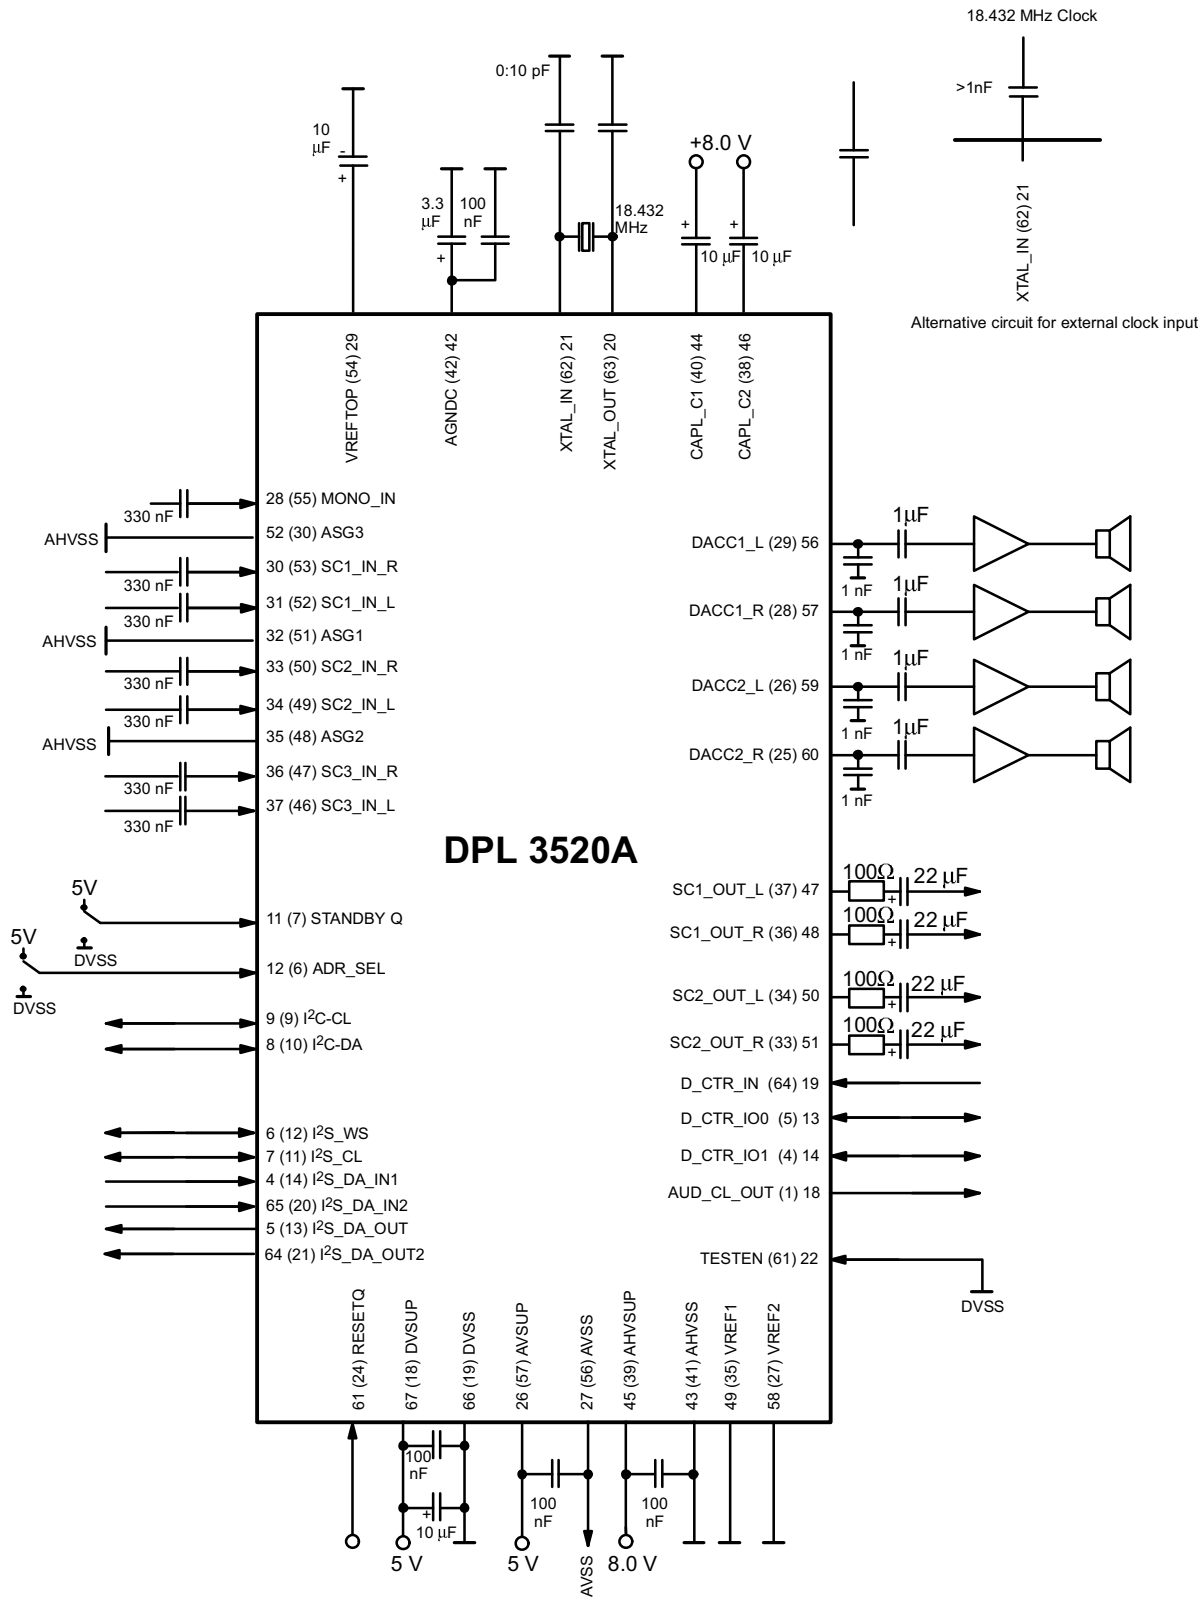 18.432 MHz Clock
>1nF
XTAL_IN (62) 21
Alternative circuit for external clock input
0:10 pF
10
μF
-
+
3.3
μF
+
100
nF
18.432
MHz
+8.0 V
+
10 μF
+
10 μF
VREFTOP (54) 29
AGNDC (42) 42
XTAL_IN (62) 21
XTAL_OUT (63) 20
CAPL_C1 (40) 44
CAPL_C2 (38) 46
330 nF
28 (55) MONO_IN
AHVSS
52 (30) ASG3
330 nF
30 (53) SC1_IN_R
330 nF
31 (52) SC1_IN_L
AHVSS
32 (51) ASG1
330 nF
33 (50) SC2_IN_R
330 nF
34 (49) SC2_IN_L
AHVSS
35 (48) ASG2
330 nF
36 (47) SC3_IN_R
330 nF
37 (46) SC3_IN_L
DPL 3520A
5V
DVSS
11 (7) STANDBY Q
5V
DVSS
12 (6) ADR_SEL
9 (9) I2C-CL
8 (10) I2C-DA
6 (12) I2S_WS
7 (11) I2S_CL
4 (14) I2S_DA_IN1
65 (20) I2S_DA_IN2
5 (13) I2S_DA_OUT
64 (21) I2S_DA_OUT2
DACC1_L (29) 56
1μF
1 nF
DACC1_R (28) 57
1μF
1 nF
DACC2_L (26) 59
1μF
1 nF
DACC2_R (25) 60
1μF
1 nF
SC1_OUT_L (37) 47
100Ω
+
22 μF
SC1_OUT_R (36) 48
100Ω
+
22 μF
SC2_OUT_L (34) 50
100Ω
+
22 μF
SC2_OUT_R (33) 51
100Ω
+
22 μF
D_CTR_IN (64) 19
D_CTR_IO0 (5) 13
D_CTR_IO1 (4) 14
AUD_CL_OUT (1) 18
TESTEN (61) 22
DVSS
61 (24) RESETQ
67 (18) DVSUP
66 (19) DVSS
26 (57) AVSUP
27 (56) AVSS
45 (39) AHVSUP
43 (41) AHVSS
49 (35) VREF1
58 (27) VREF2
100
nF
+
10 μF
5 V
100
nF
5 V
AVSS
100
nF
8.0 V